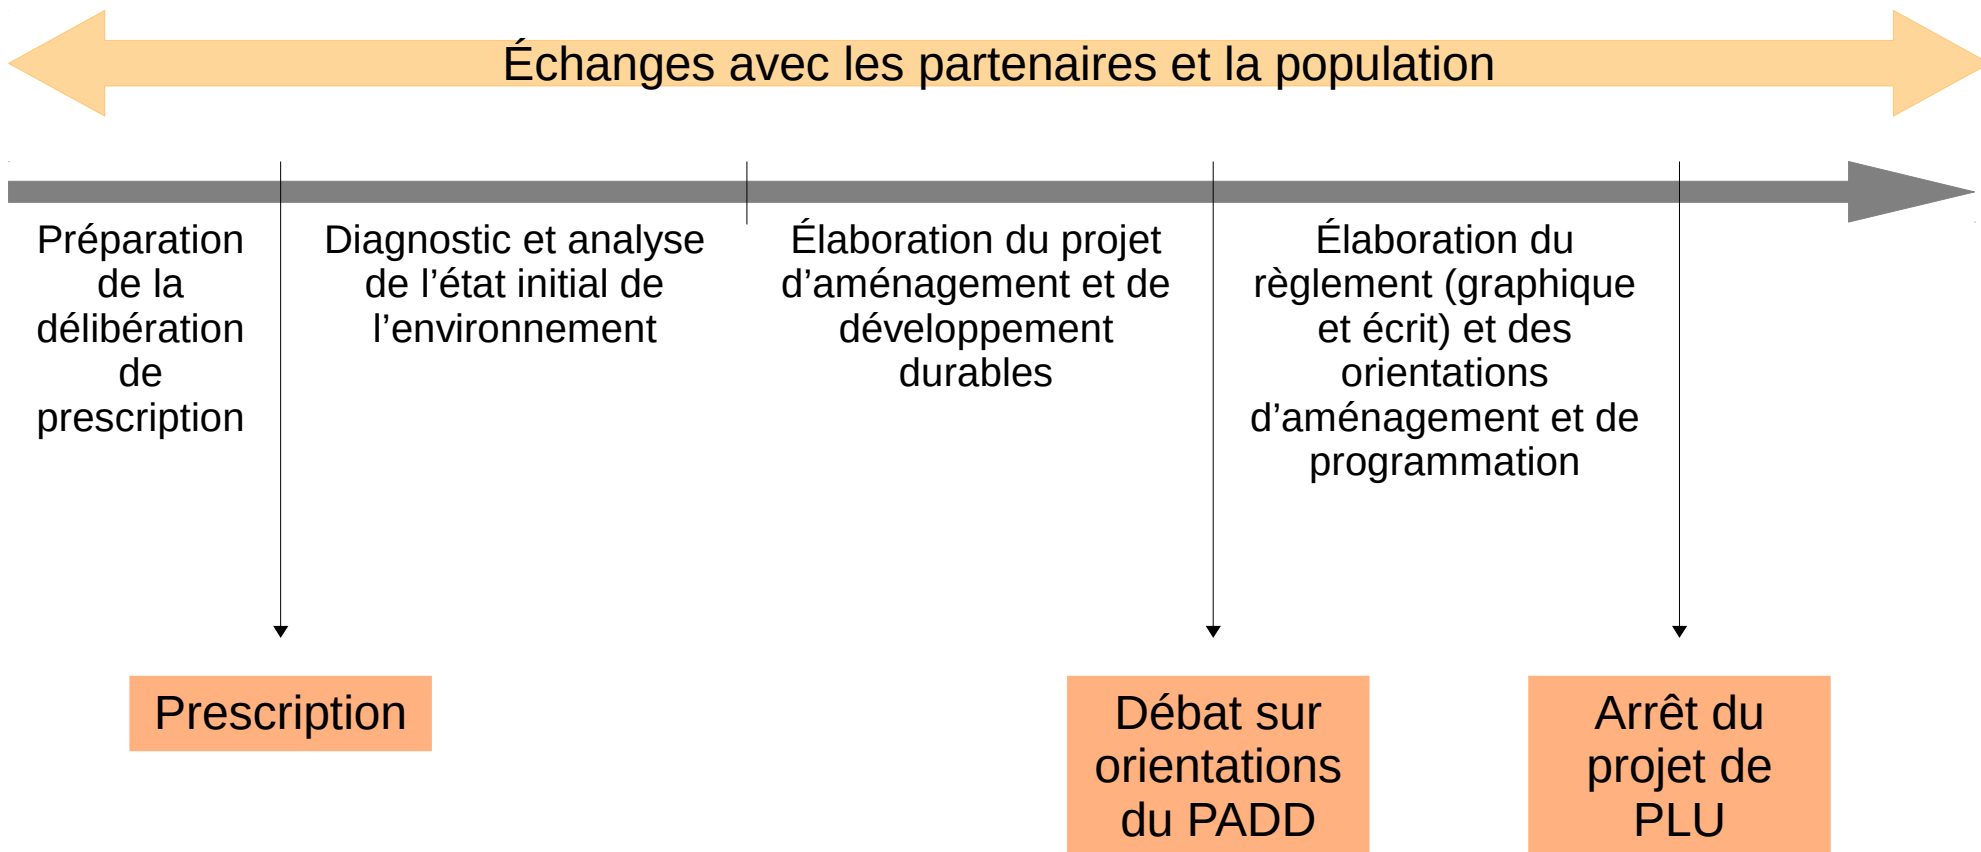 Échanges avec les partenaires et la population
Préparation
de la
délibération
de
prescription
Diagnostic et analyse
de l’état initial de
l’environnement
Élaboration du projet
d’aménagement et de
développement
durables
Élaboration du
règlement (graphique
et écrit) et des
orientations
d’aménagement et de
programmation
Prescription
Débat sur
orientations
du PADD
Arrêt du
projet de
PLU